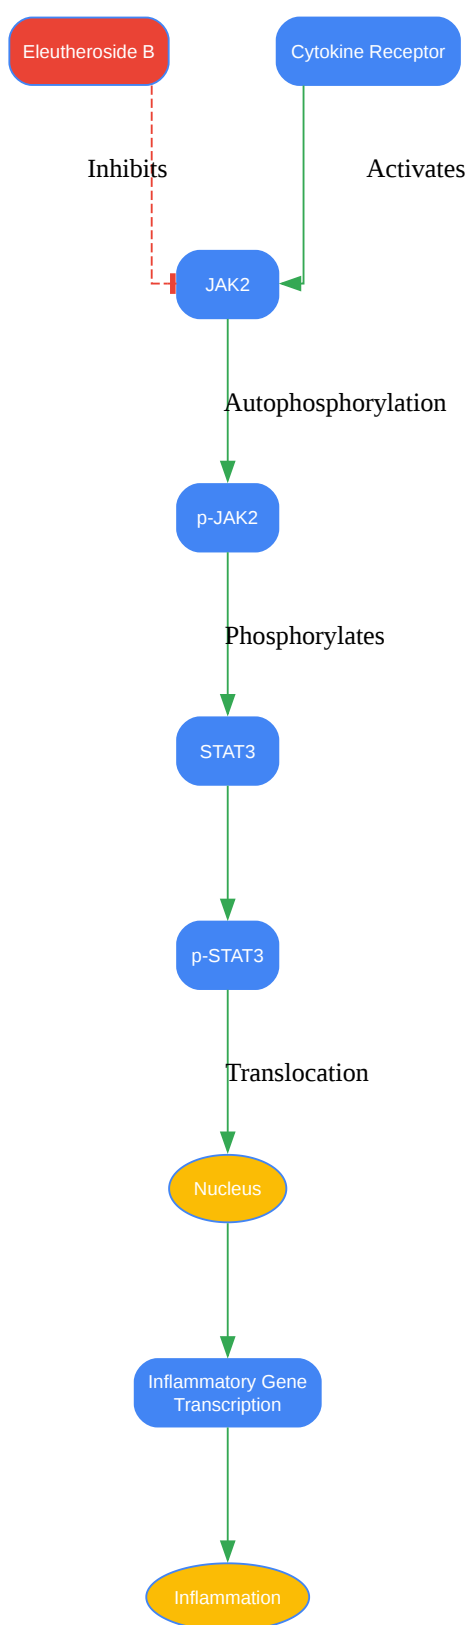 Eleutheroside B
Cytokine Receptor
Inhibits
Activates
JAK2
Autophosphorylation
p-JAK2
Phosphorylates
STAT3
p-STAT3
Translocation
Nucleus
Inflammatory Gene
Transcription
Inflammation